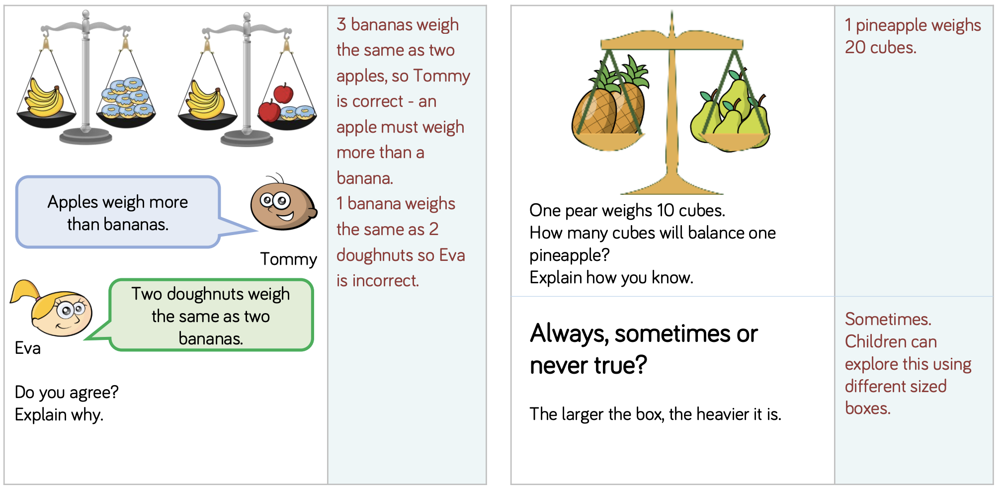 Apples weigh more
than bananas.
Tommy
Two doughnuts weigh
the same as two
bananas.
Eva
Do you agree?
Explain why.
3 bananas weigh
the same as two
apples, so Tommy
is correct - an
apple must weigh
more than a
banana.
1 banana weighs
the same as 2
doughnuts so Eva
is incorrect.
One pear weighs 10 cubes.
How many cubes will balance one
pineapple?
Explain how you know.
1 pineapple weighs
20 cubes.
Always, sometimes or
never true?
The larger the box, the heavier it is.
Sometimes.
Children can
explore this using
different sized
boxes.